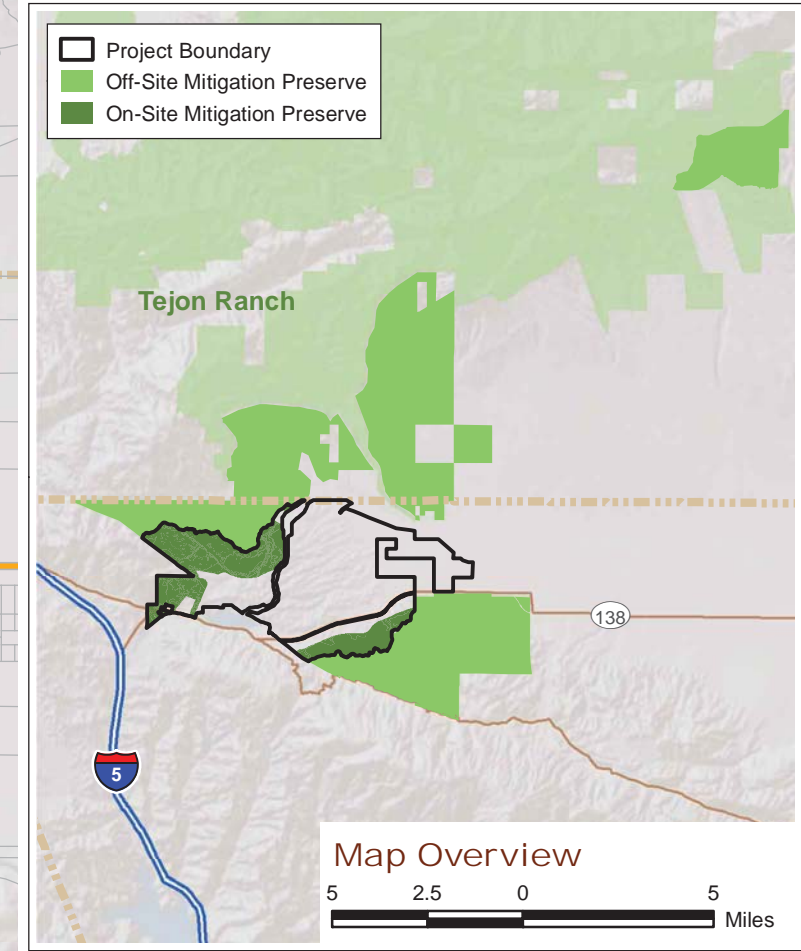 Project Boundary
Off-Site Mitigation Preserve
On-Site Mitigation Preserve
Tejon Ranch
138
5
Map Overview
5 2.5 0 5
Miles